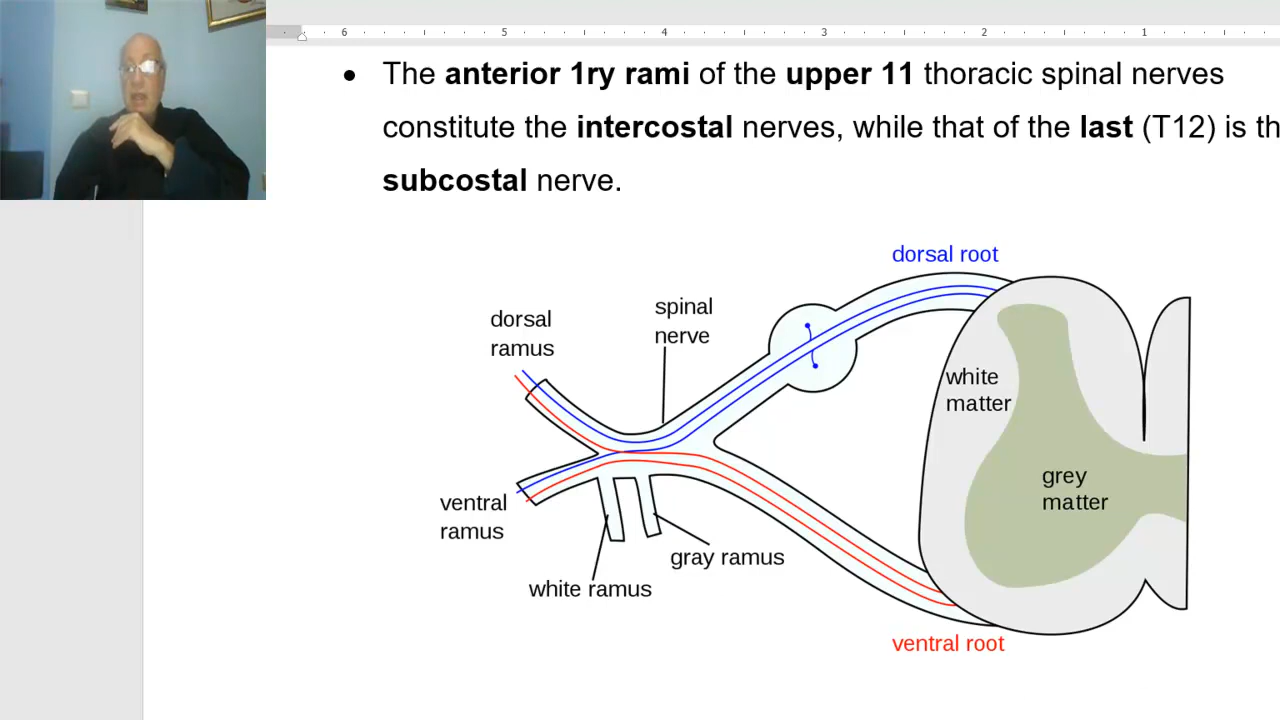 6 5 4 3 2 1
● The anterior 1ry rami of the upper 11 thoracic spinal nerves
constitute the intercostal nerves, while that of the last (T12) is th
subcostal nerve.
dorsal root
spinal
nerve
dorsal
ramus
white
matter
grey
matter
ventral
ramus
gray ramus
white ramus
ventral root